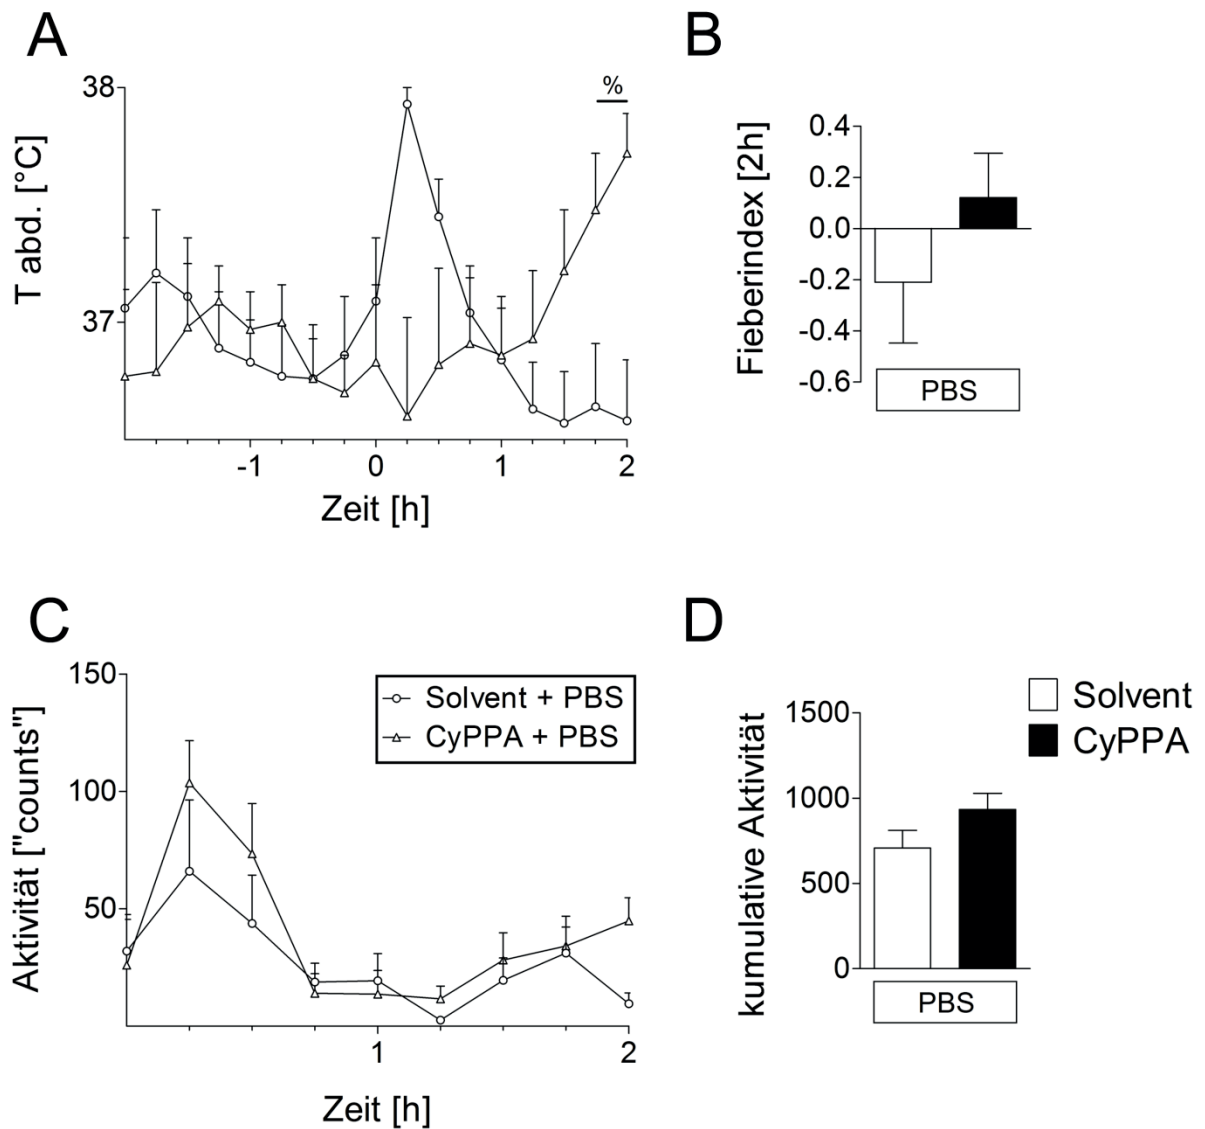 A
T abd. [°C]
38
37
%
-1
0
1
2
Zeit [h]
B
Fieberindex [2h]
0.4
0.2
0.0
-0.2
-0.4
-0.6
PBS
C
Aktivität ["counts"]
150
100
50
Solvent + PBS
CyPPA + PBS
1
2
Zeit [h]
D
kumulative Aktivität
1500
1000
500
0
Solvent
CyPPA
PBS